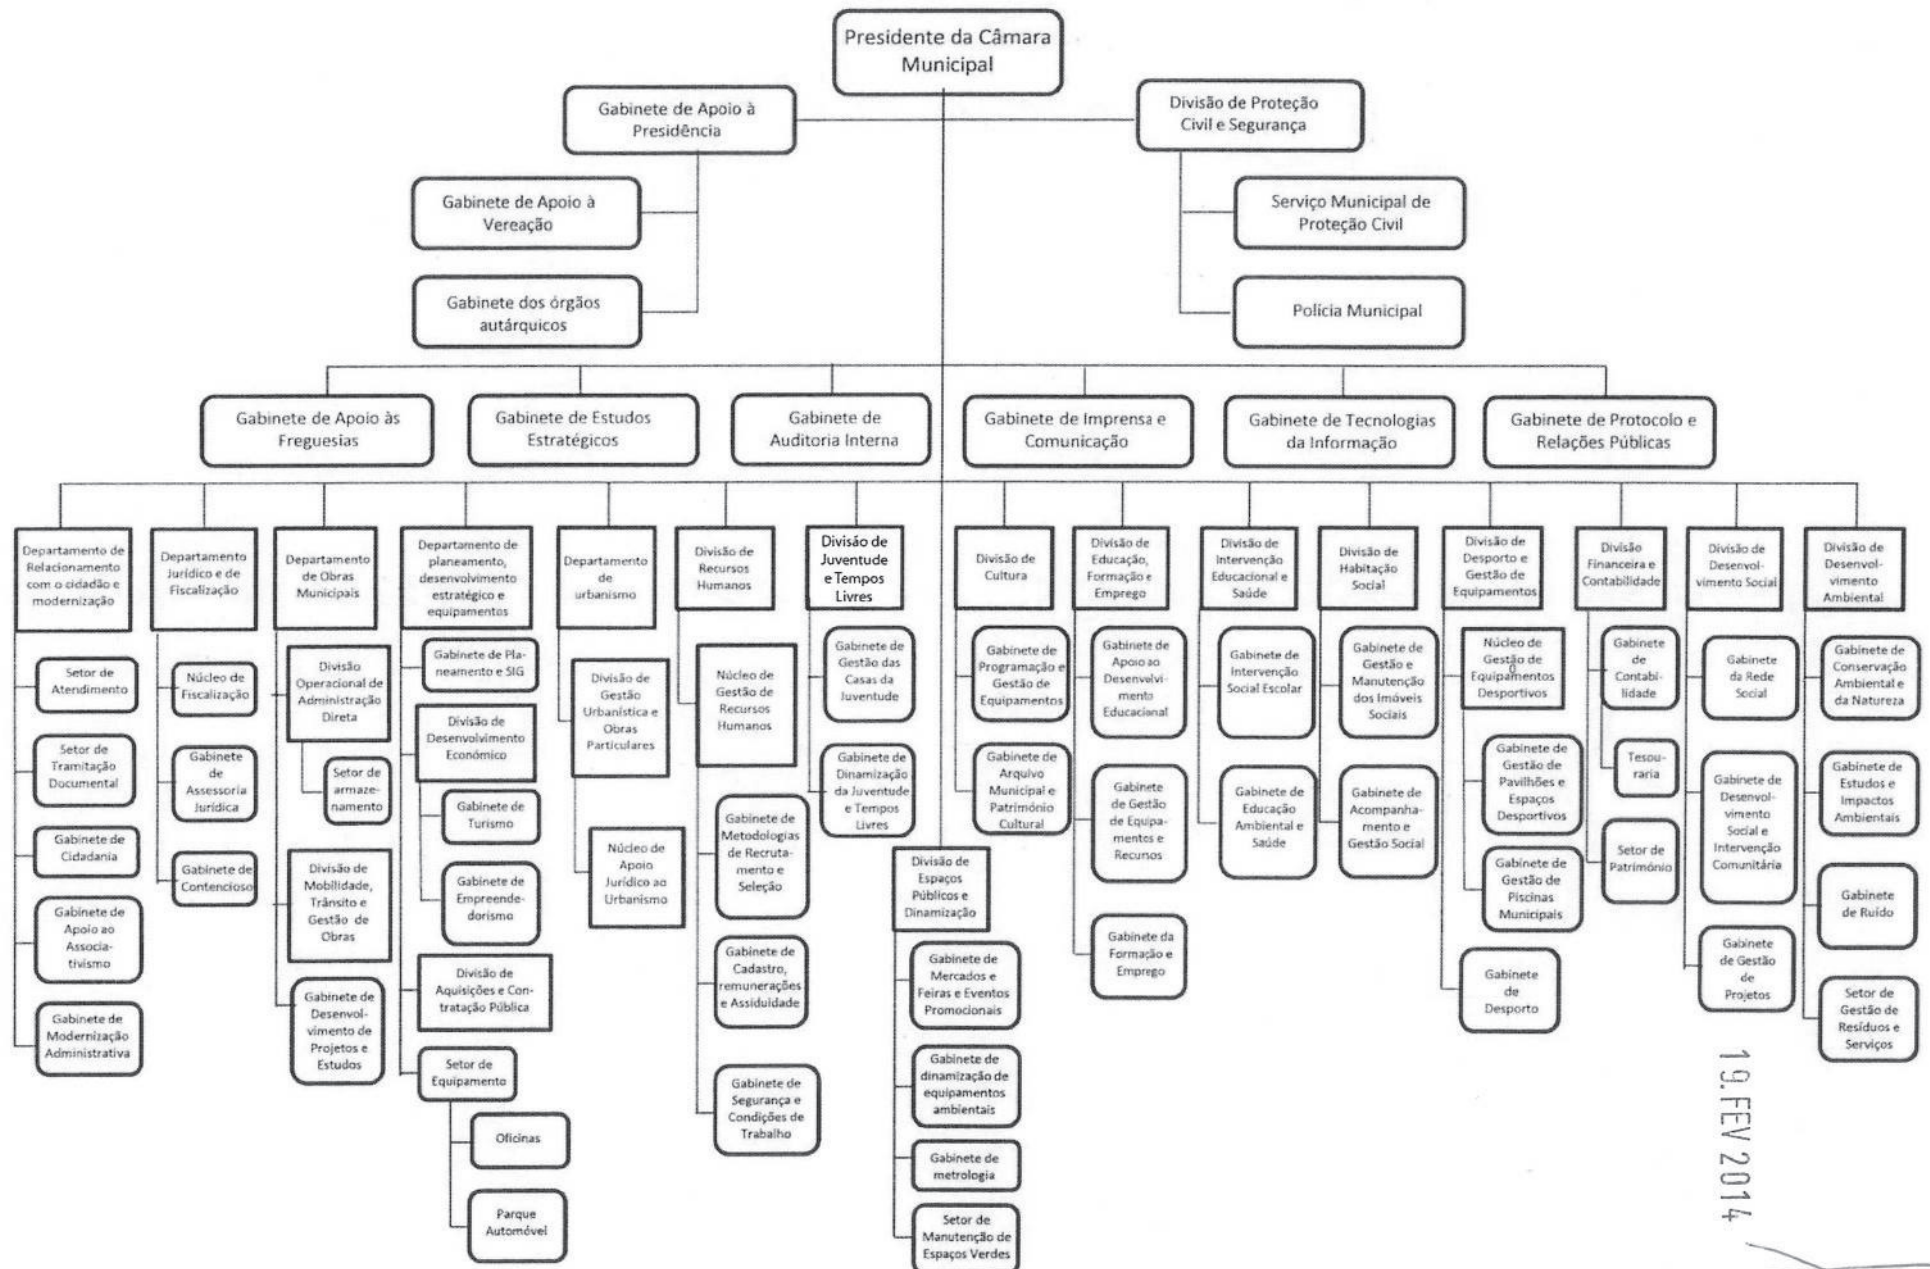 Presidente da Câmara
Municipal
Gabinete de Apoio à
Presidência
Divisão de Proteção
Civil e Segurança
Gabinete de Apoio à
Vereação
Serviço Municipal de
Proteção Civil
Gabinete dos órgãos
autárquicos
Polícia Municipal
Gabinete de Apoio às
Freguesias
Gabinete de Estudos
Estratégicos
Gabinete de
Auditoria Interna
Gabinete de Imprensa e
Comunicação
Gabinete de Tecnologias
da Informação
Gabinete de Protocolo e
Relações Públicas
Departamento de
Relacionamento
com o cidadão e
modernização
Setor de
Atendimento
Setor de
Tramitação
Documental
Gabinete de
Cidadania
Gabinete de
Apoio ao
Associa-
tivismo
Gabinete de
Modernização
Administrativa
Departamento
Jurídico e de
Fiscalização
Núcleo de
Fiscalização
Gabinete
de
Assessoria
Jurídica
Gabinete de
Contencioso
Departamento
de Obras
Municipais
Divisão
Operacional de
Administração
Direta
Setor de
armaze-
namento
Divisão de
Mobilidade,
Trânsito e
Gestão de
Obras
Gabinete de
Desenvol-
vimento de
Projetos e
Estudos
Departamento de
planeamento,
desenvolvimento
estratégico e
equipamentos
Gabinete de Pla-
neamento e SIG
Divisão de
Desenvolvimento
Económico
Gabinete de
Turismo
Gabinete de
Empreende-
dorismo
Divisão de
Aquisições e Con-
tratação Pública
Setor de
Equipamento
Oficinas
Parque
Automóvel
Departamento
de
urbanismo
Divisão de
Gestão
Urbanística e
Obras
Particulares
Núcleo de
Apoio
Jurídico ao
Urbanismo
Divisão de
Recursos
Humanos
Núcleo de
Gestão de
Recursos
Humanos
Gabinete de
Metodologias
de Recruta-
mento e
Seleção
Gabinete de
Cadastro,
remunerações
e Assiduidade
Gabinete de
Segurança e
Condições de
Trabalho
Divisão de
Juventude
e Tempos
Livres
Gabinete de
Gestão das
Casas da
Juventude
Gabinete de
Dinamização
da Juventude
e Tempos
Livres
Divisão de
Espaços
Públicos e
Dinamização
Gabinete de
Mercados e
Feiras e Eventos
Promocionais
Gabinete de
dinamização de
equipamentos
ambientais
Gabinete de
metrologia
Setor de
Manutenção de
Espaços Verdes
Divisão de
Cultura
Gabinete de
Programação e
Gestão de
Equipamentos
Gabinete de
Arquivo
Municipal e
Património
Cultural
Divisão de
Educação,
Formação e
Emprego
Gabinete de
Apoio ao
Desenvolvi-
mento
Educacional
Gabinete
de Gestão
de Equipa-
mentos e
Recursos
Gabinete da
Formação e
Emprego
Divisão de
Intervenção
Educacional e
Saúde
Gabinete de
Intervenção
Social Escolar
Gabinete de
Educação
Ambiental e
Saúde
Divisão de
Habitação
Social
Gabinete de
Gestão e
Manutenção
dos Imóveis
Sociais
Gabinete de
Acompanha-
mento e
Gestão Social
Divisão de
Desporto e
Gestão de
Equipamentos
Núcleo de
Gestão de
Equipamentos
Desportivos
Gabinete de
Gestão de
Pavilhões e
Espaços
Desportivos
Gabinete de
Gestão de
Piscinas
Municipais
Gabinete
de
Desporto
Divisão
Financeira e
Contabilidade
Gabinete
de
Contabi-
lidade
Tesou-
raria
Setor de
Património
Divisão de
Desenvol-
vimento Social
Gabinete
da Rede
Social
Gabinete de
Desenvol-
vimento
Social e
Intervenção
Comunitária
Gabinete
de Gestão
de
Projetos
Divisão de
Desenvol-
vimento
Ambiental
Gabinete de
Conservação
Ambiental e
da Natureza
Gabinete de
Estudos e
Impactos
Ambientais
Gabinete
de Ruído
Setor de
Gestão de
Resíduos e
Serviços
19.FEV 2014